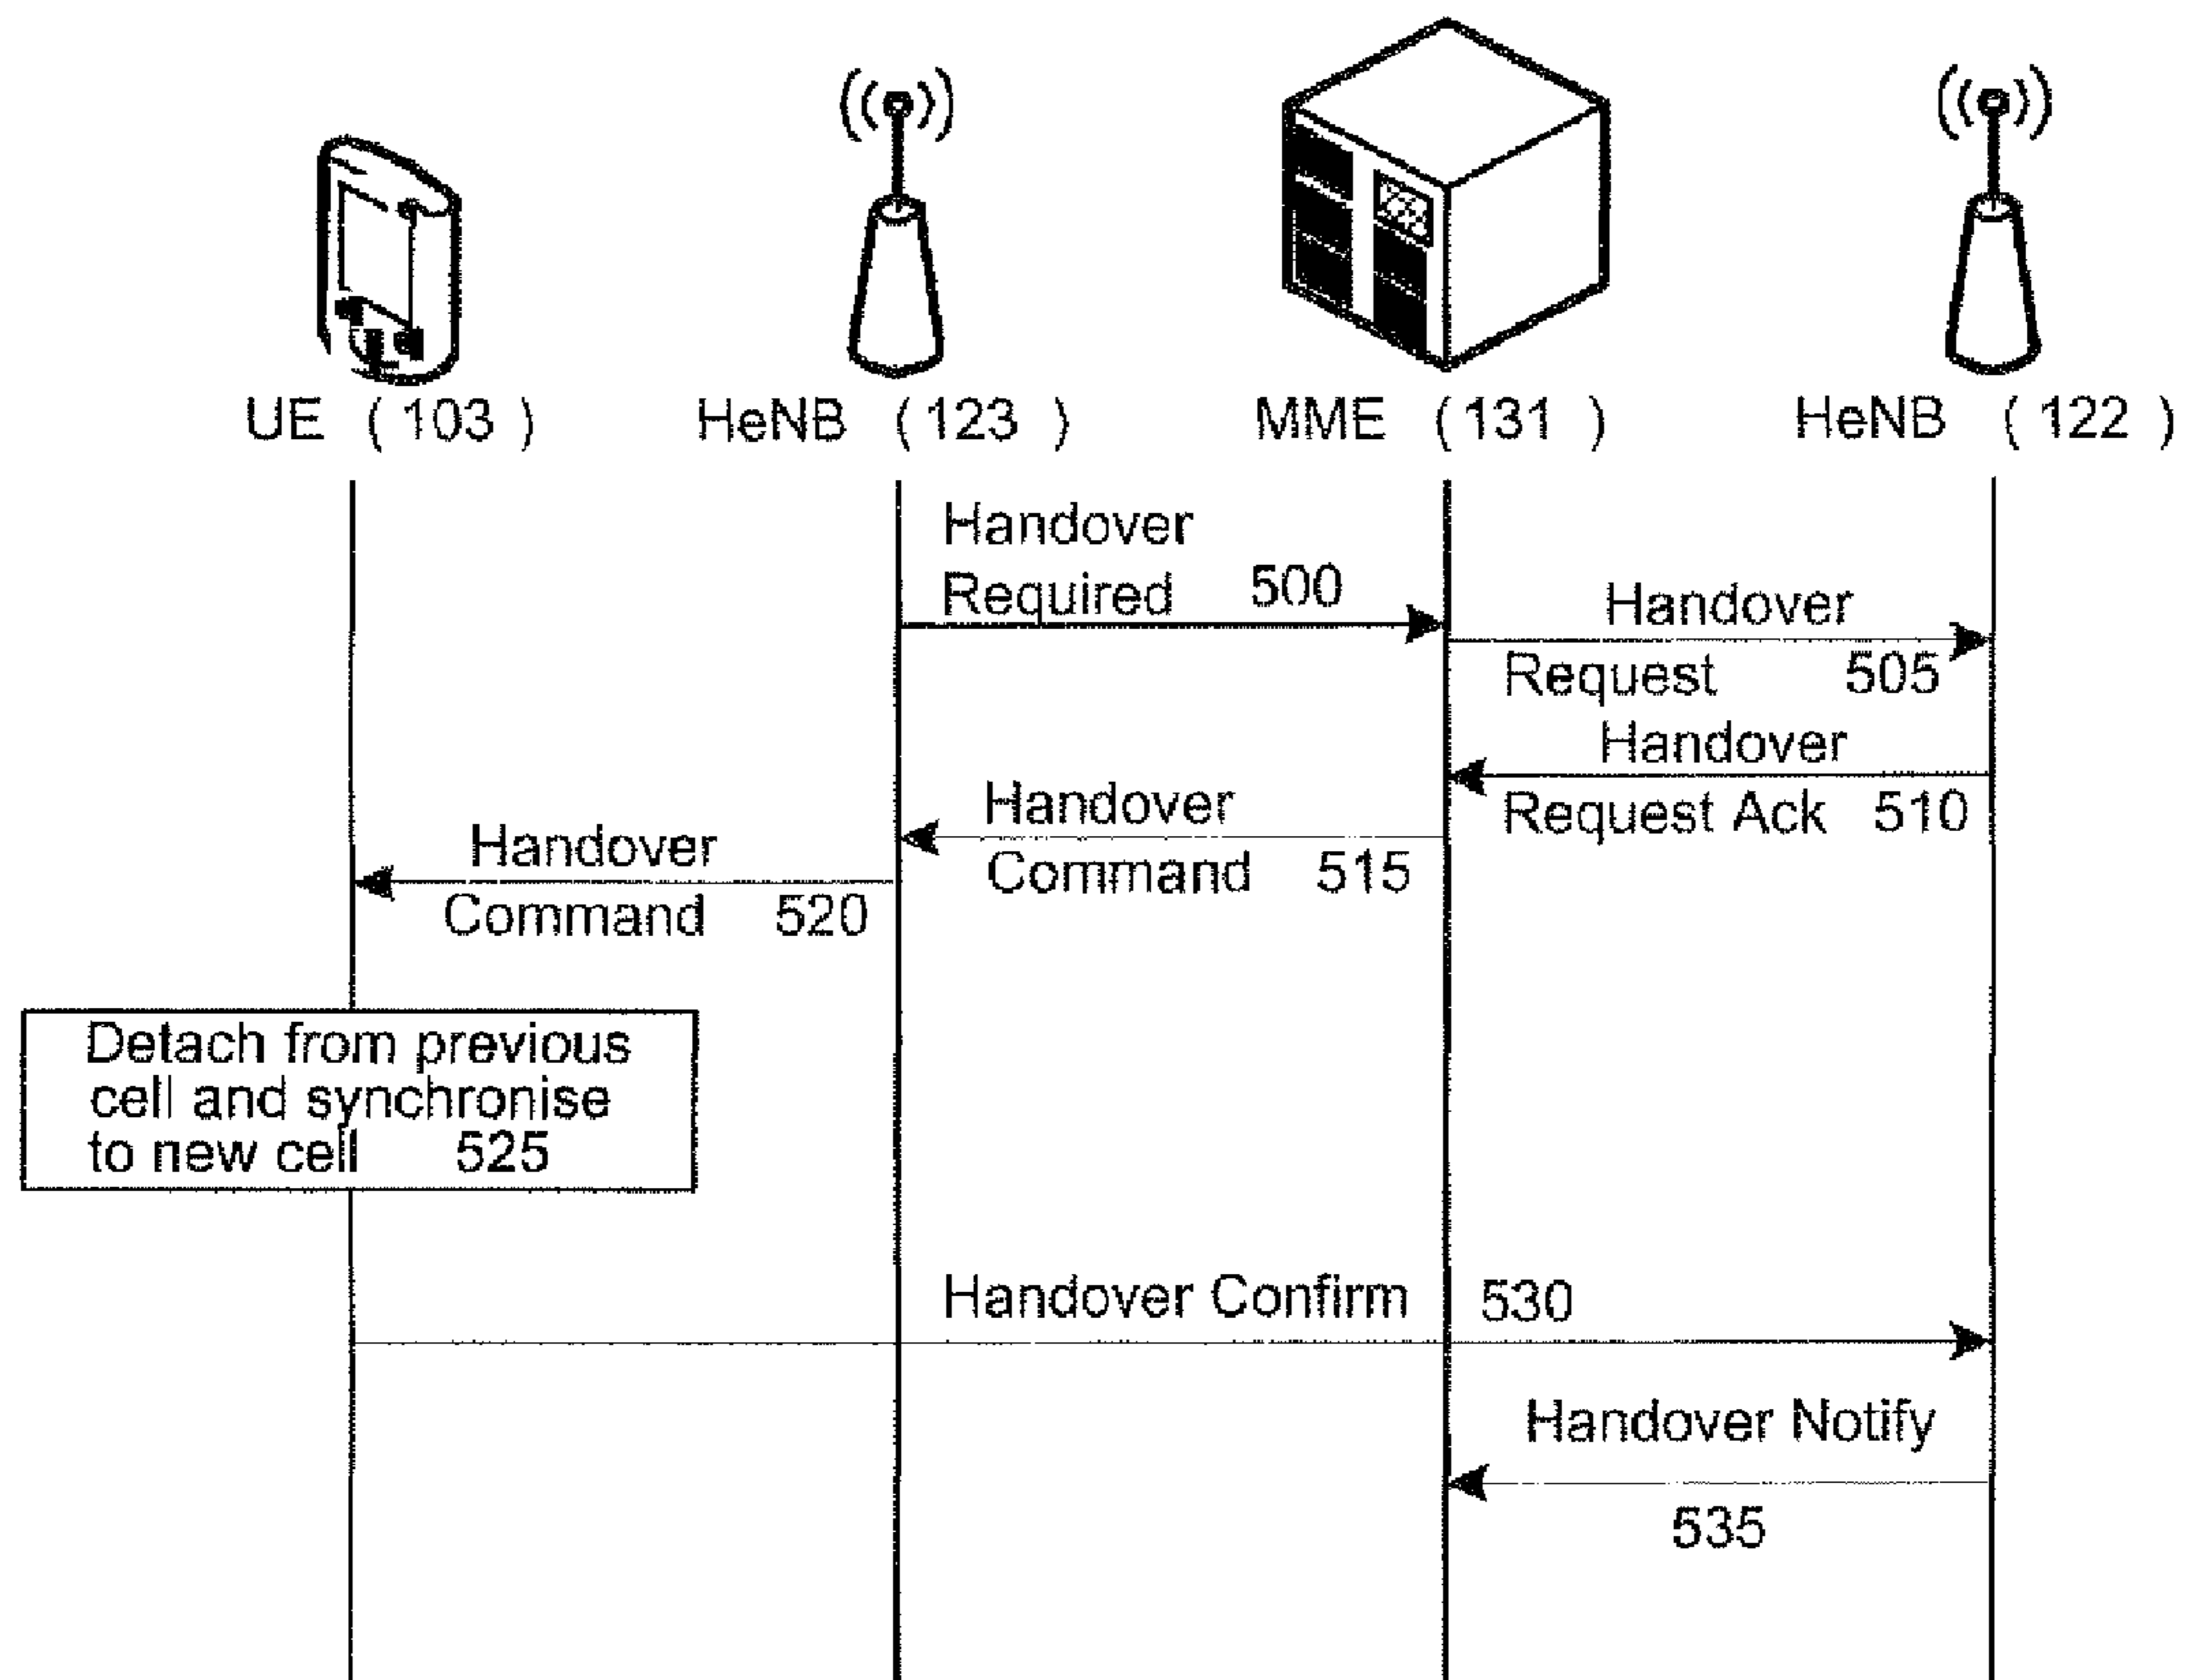 UE ( 103 )
HeNB ( 123 )
MME ( 131 )
HeNB ( 122 )
Handover
Required 500
Handover
Request 505
Handover
Request Ack 510
Handover
Command 515
Handover
Command 520
Detach from previous
cell and synchronise
to new cell 525
Handover Confirm 530
Handover Notify
535